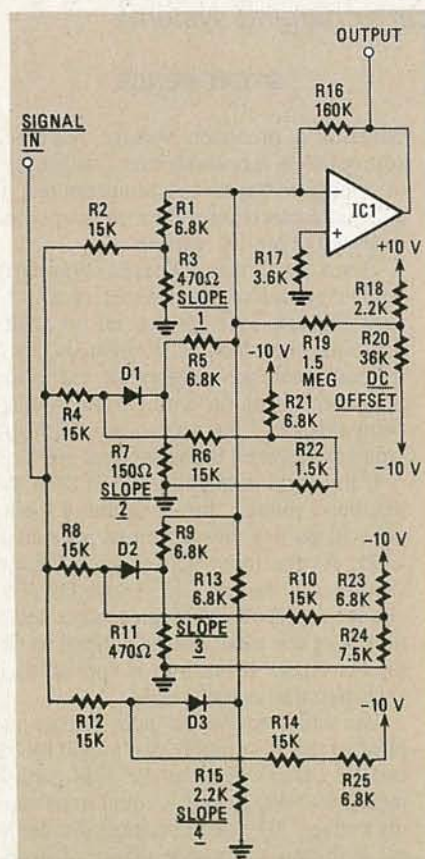 OUTPUT
SIGNAL
IN
R16
160K
R2
15K
R1
6.8K
IC1
R3
470Ω
SLOPE
1
R17
3.6K
+10 V
R18
2.2K
R5
6.8K
-10 V
R19
1.5
MEG
R20
36K
DC
OFFSET
D1
R4
15K
R21
6.8K
-10 V
R7
150Ω
SLOPE
2
R6
15K
R22
1.5K
R8
15K
D2
R9
6.8K
R13
6.8K
-10 V
R10
15K
R23
6.8K
R11
470Ω
SLOPE
3
R24
7.5K
R12
15K
D3
-10 V
R14
15K
R25
6.8K
R15
2.2K
SLOPE
4